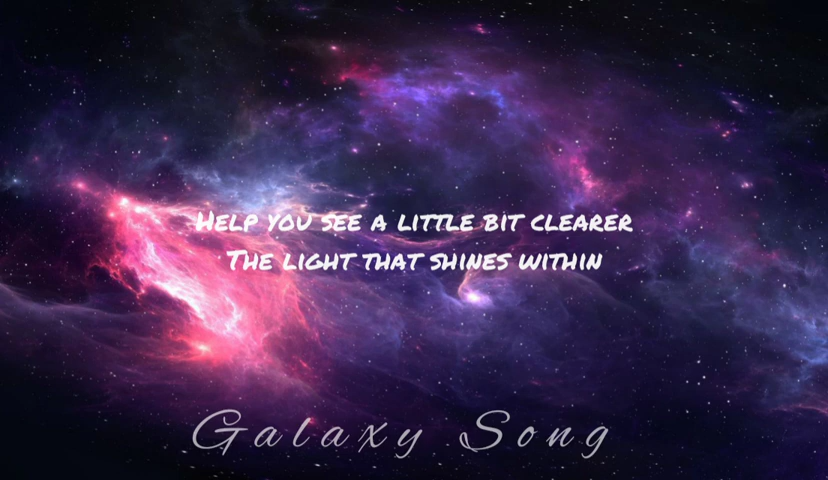 Help you see a little bit clearer
The light that shines within
Galaxy Song